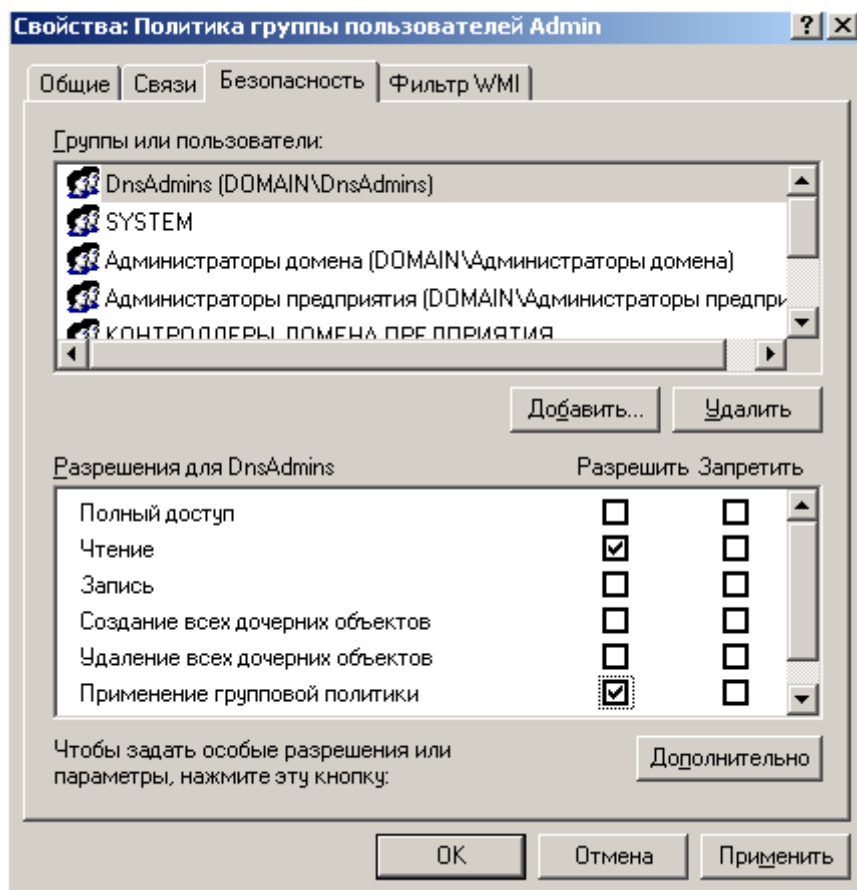 Свойства: Политика группы пользователей Admin
Общие Связи Безопасность Фильтр WMI
Группы или пользователи:
DnsAdmins (DOMAIN\DnsAdmins)
SYSTEM
Администраторы домена (DOMAIN\Администраторы домена)
Администраторы предприятия (DOMAIN\Администраторы предпри
КОНТРОЛЛЕРЫ ДОМЕНА ПРЕДПРИЯТИЯ
Добавить... Удалить
Разрешения для DnsAdmins Разрешить Запретить
Полный доступ
Чтение
Запись
Создание всех дочерних объектов
Удаление всех дочерних объектов
Применение групповой политики
Чтобы задать особые разрешения или
параметры, нажмите эту кнопку:
Дополнительно
OK Отмена Применить